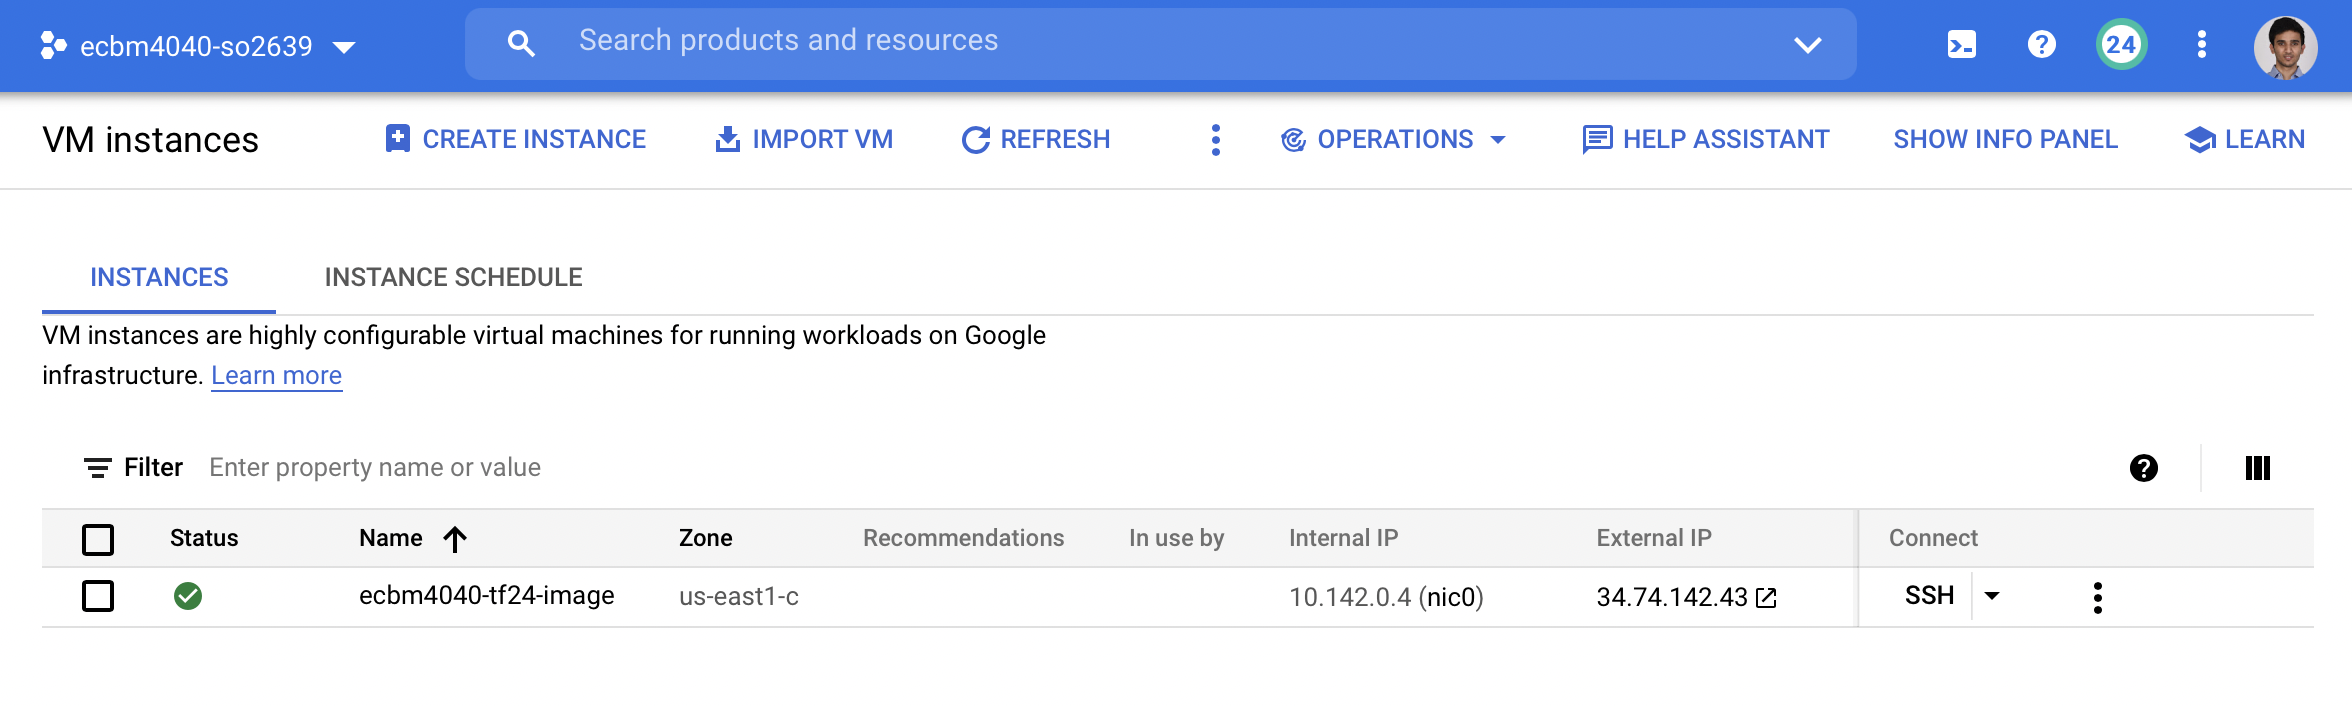 ecbm4040-so2639 Search products and resources 24
VM instances CREATE INSTANCE IMPORT VM REFRESH OPERATIONS HELP ASSISTANT SHOW INFO PANEL LEARN
INSTANCES INSTANCE SCHEDULE
VM instances are highly configurable virtual machines for running workloads on Google
infrastructure. Learn more
Filter Enter property name or value
Status Name Zone Recommendations In use by Internal IP External IP Connect
ecbm4040-tf24-image us-east1-c 10.142.0.4 (nic0) 34.74.142.43 SSH